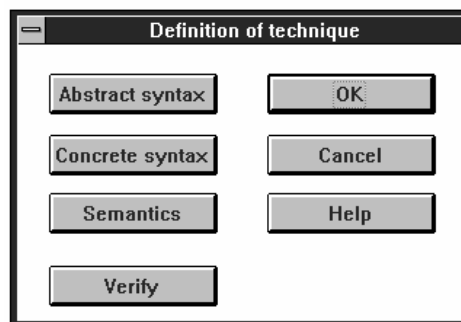 Definition of technique
Abstract syntax
OK
Concrete syntax
Cancel
Semantics
Help
Verify